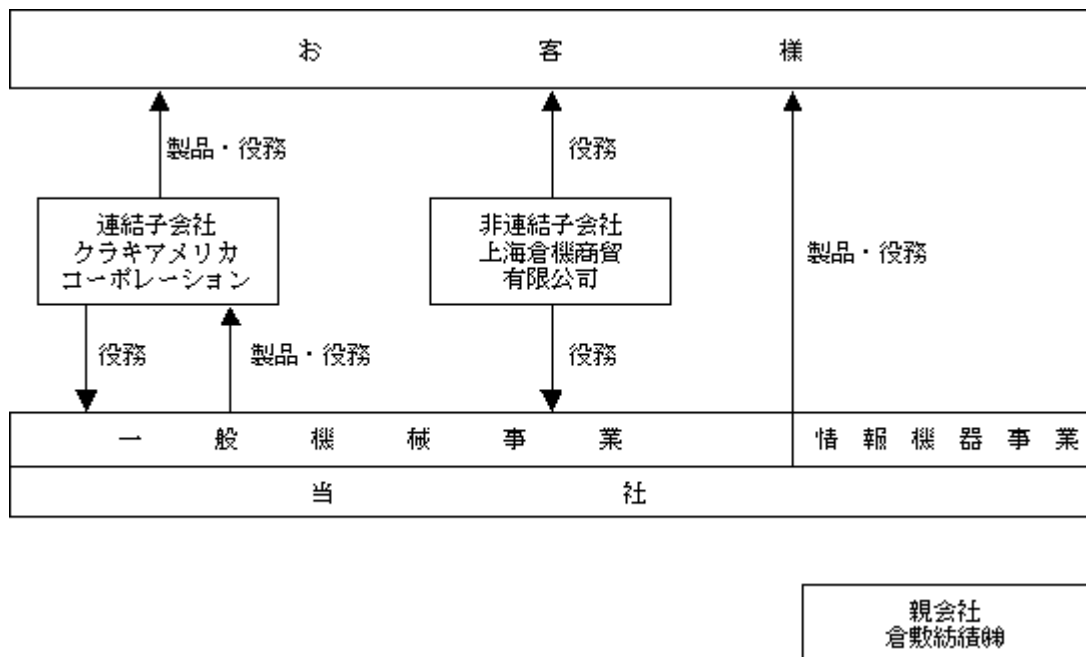 お客様
製品・役務
役務
連結子会社
クラキアメリカ
コーポレーション
非連結子会社
上海倉機商貿
有限公司
製品・役務
役務
製品・役務
役務
一般機械事業
情報機器事業
当社
親会社
倉敷紡績㈱